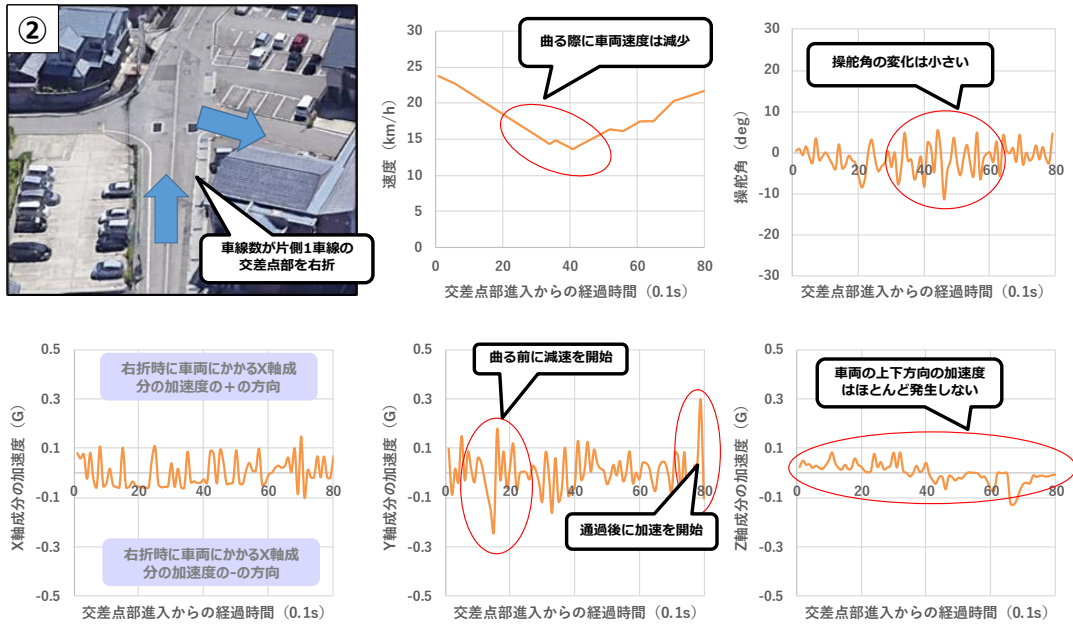 ②
車線数が片側1車線の
交差点部を右折
30
25
20
15
10
5
0
速度（km/h）
曲る際に車両速度は減少
0
20
40
60
80
交差点部進入からの経過時間（0.1s）
30
20
10
0
-10
-20
-30
操舵角（deg）
操舵角の変化は小さい
0
20
40
60
80
交差点部進入からの経過時間（0.1s）
0.5
0.3
0.1
-0.1
-0.3
-0.5
X軸成分の加速度（G）
右折時に車両にかかるX軸成
分の加速度の＋の方向
0
20
40
60
80
右折時に車両にかかるX軸成
分の加速度の-の方向
交差点部進入からの経過時間（0.1s）
0.5
0.3
0.1
-0.1
-0.3
-0.5
Y軸成分の加速度（G）
曲る前に減速を開始
0
20
40
60
80
通過後に加速を開始
交差点部進入からの経過時間（0.1s）
0.5
0.3
0.1
-0.1
-0.3
-0.5
Z軸成分の加速度（G）
車両の上下方向の加速度
はほとんど発生しない
0
20
40
60
80
交差点部進入からの経過時間（0.1s）